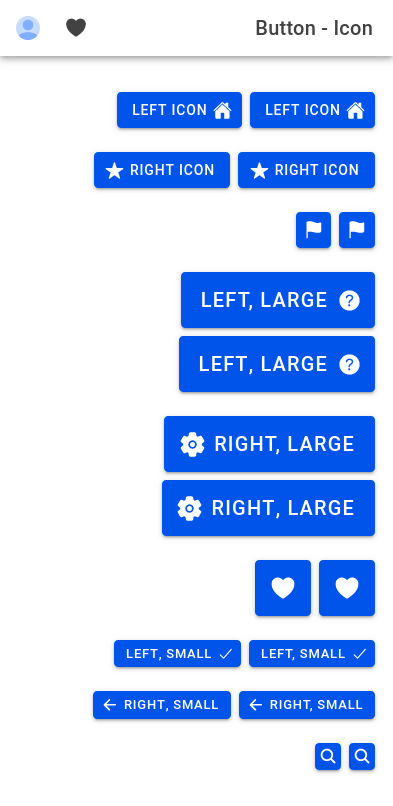 Button - Icon
LEFT ICON LEFT ICON
RIGHT ICON RIGHT ICON
LEFT, LARGE
LEFT, LARGE
RIGHT, LARGE
RIGHT, LARGE
LEFT, SMALL LEFT, SMALL
RIGHT, SMALL RIGHT, SMALL